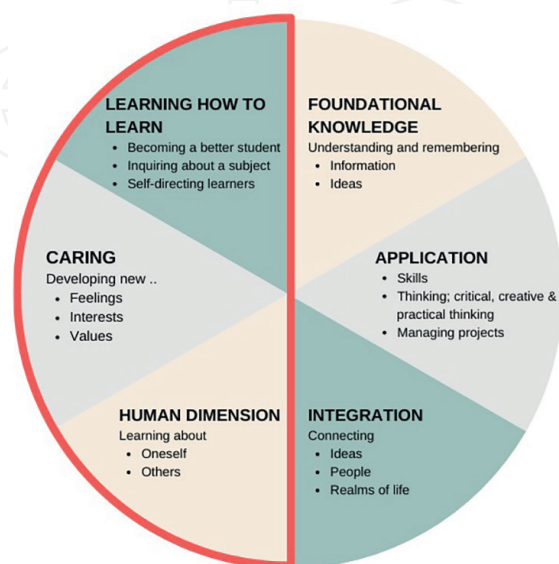 LEARNING HOW TO
LEARN
• Becoming a better student
• Inquiring about a subject
• Self-directing learners
FOUNDATIONAL
KNOWLEDGE
Understanding and remembering
• Information
• Ideas
CARING
Developing new ..
• Feelings
• Interests
• Values
APPLICATION
• Skills
• Thinking; critical, creative &
practical thinking
• Managing projects
HUMAN DIMENSION
Learning about
• Oneself
• Others
INTEGRATION
Connecting
• Ideas
• People
• Realms of life